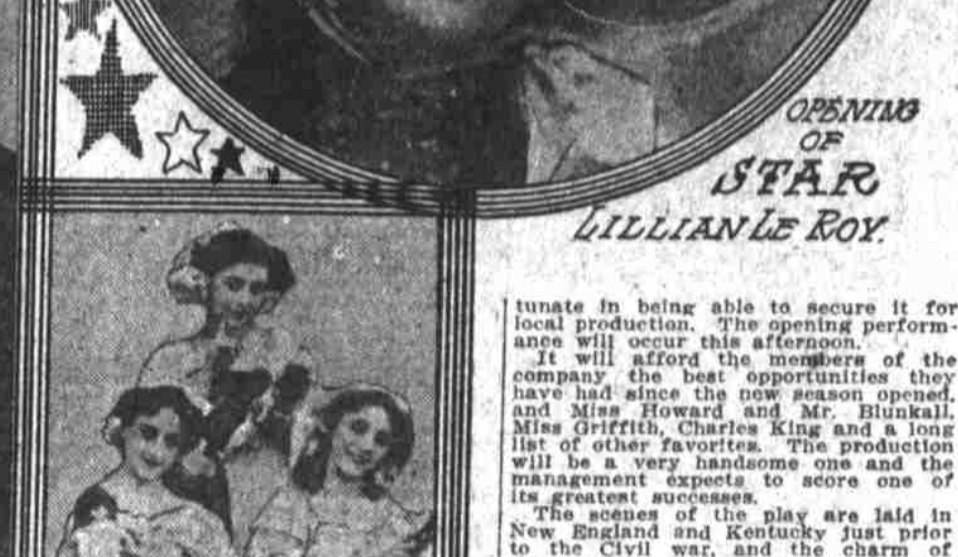 OPENING
OF
STAR
LILLIAN LE ROY.
tunate in being able to secure it for
local production. The opening perform-
ance will occur this afternoon.
It will afford the members of the
company the best opportunities they
have had since the new season opened,
and Miss Howard and Mr. Blunkall,
Miss Griffith, Charles King and a long
list of other favorites. The production
will be a very handsome one and the
management expects to score one of
its greatest successes.
The scenes of the play are laid in
New England and Kentucky just prior
to the Civil war, and the charm of